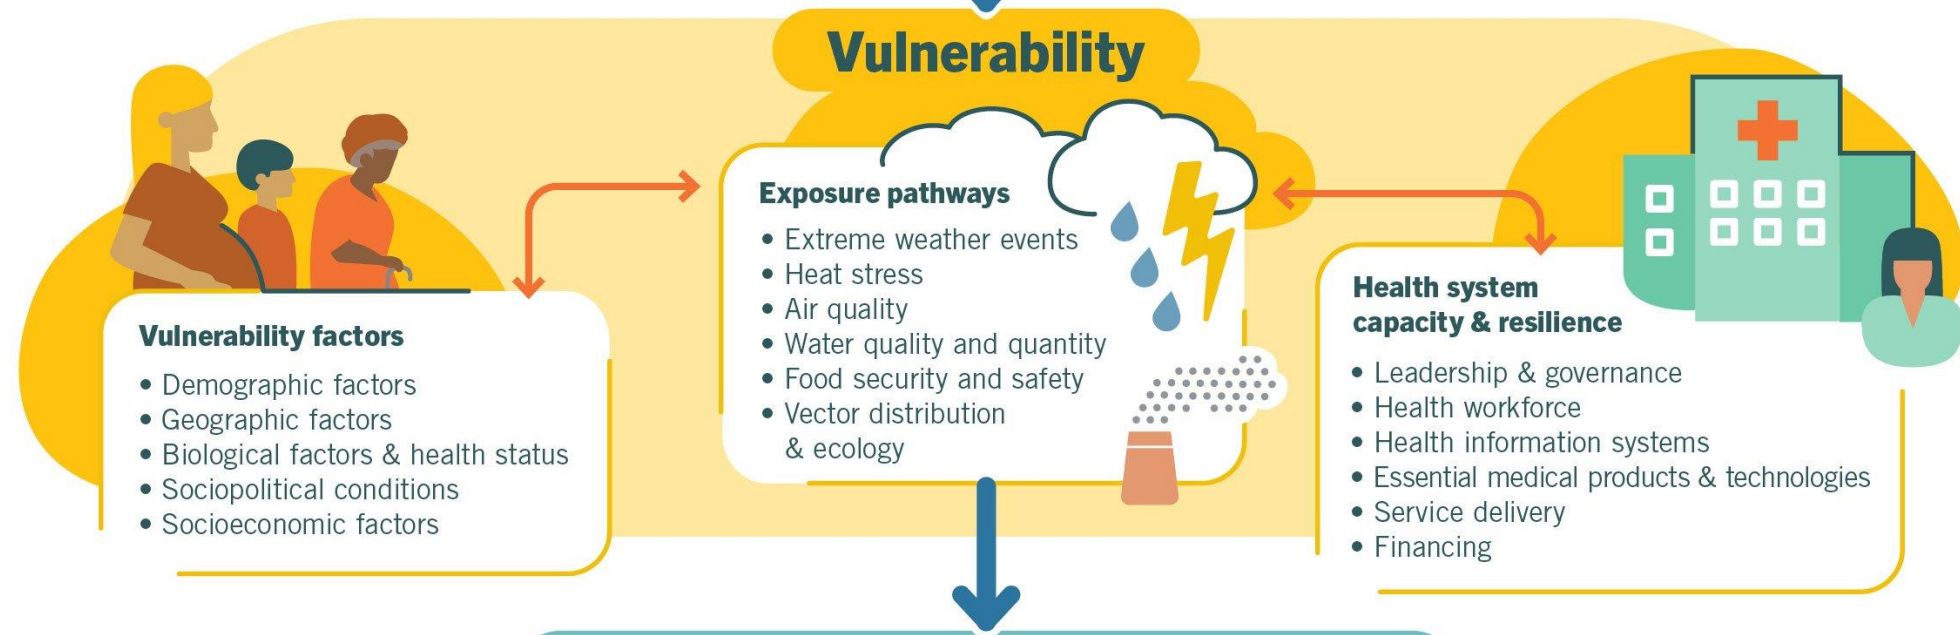 Vulnerability
Vulnerability factors
• Demographic factors
• Geographic factors
• Biological factors & health status
• Sociopolitical conditions
• Socioeconomic factors
Exposure pathways
• Extreme weather events
• Heat stress
• Air quality
• Water quality and quantity
• Food security and safety
• Vector distribution
& ecology
Health system
capacity & resilience
• Leadership & governance
• Health workforce
• Health information systems
• Essential medical products & technologies
• Service delivery
• Financing